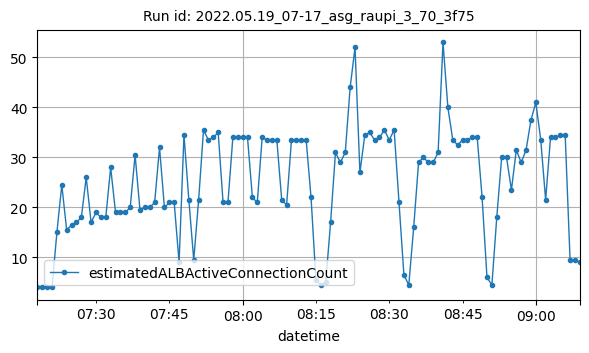 Run id: 2022.05.19_07-17_asg_raupi_3_70_3f75
50
40
30
20
10
estimatedALBActiveConnectionCount
07:30 07:45 08:00 08:15 08:30 08:45 09:00
datetime